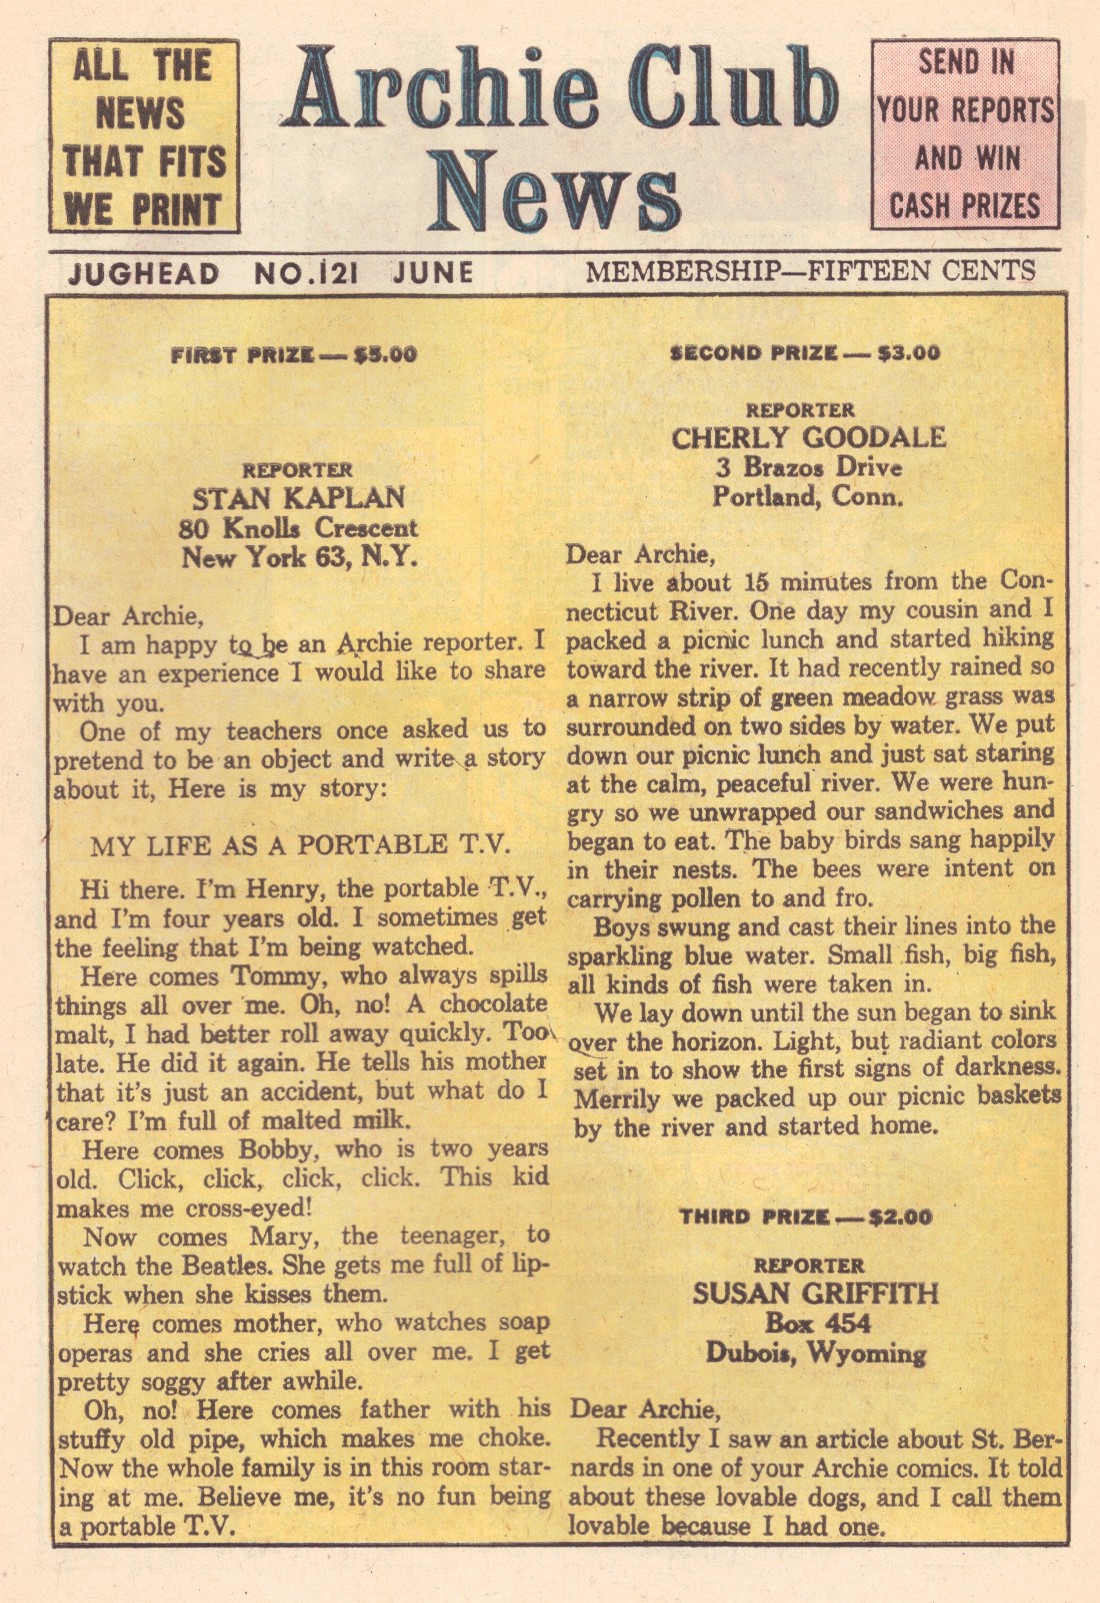 ALL THE
NEWS
THAT FITS
WE PRINT
Archie Club
News
SEND IN
YOUR REPORTS
AND WIN
CASH PRIZES
JUGHEAD NO.121 JUNE
MEMBERSHIP—FIFTEEN CENTS
FIRST PRIZE — $5.00
REPORTER
STAN KAPLAN
80 Knolls Crescent
New York 63, N.Y.
Dear Archie,
I am happy to be an Archie reporter. I
have an experience I would like to share
with you.
One of my teachers once asked us to
pretend to be an object and write a story
about it, Here is my story:
MY LIFE AS A PORTABLE T.V.
Hi there. I'm Henry, the portable T.V.,
and I'm four years old. I sometimes get
the feeling that I'm being watched.
Here comes Tommy, who always spills
things all over me. Oh, no! A chocolate
malt, I had better roll away quickly. Too
late. He did it again. He tells his mother
that it's just an accident, but what do I
care? I'm full of malted milk.
Here comes Bobby, who is two years
old. Click, click, click, click. This kid
makes me cross-eyed!
Now comes Mary, the teenager, to
watch the Beatles. She gets me full of lip-
stick when she kisses them.
Here comes mother, who watches soap
operas and she cries all over me. I get
pretty soggy after awhile.
Oh, no! Here comes father with his
stuffy old pipe, which makes me choke.
Now the whole family is in this room star-
ing at me. Believe me, it's no fun being
a portable T.V.
SECOND PRIZE — $3.00
REPORTER
CHERLY GOODALE
3 Brazos Drive
Portland, Conn.
Dear Archie,
I live about 15 minutes from the Con-
necticut River. One day my cousin and I
packed a picnic lunch and started hiking
toward the river. It had recently rained so
a narrow strip of green meadow grass was
surrounded on two sides by water. We put
down our picnic lunch and just sat staring
at the calm, peaceful river. We were hun-
gry so we unwrapped our sandwiches and
began to eat. The baby birds sang happily
in their nests. The bees were intent on
carrying pollen to and fro.
Boys swung and cast their lines into the
sparkling blue water. Small fish, big fish,
all kinds of fish were taken in.
We lay down until the sun began to sink
over the horizon. Light, but radiant colors
set in to show the first signs of darkness.
Merrily we packed up our picnic baskets
by the river and started home.
THIRD PRIZE — $2.00
REPORTER
SUSAN GRIFFITH
Box 454
Dubois, Wyoming
Dear Archie,
Recently I saw an article about St. Ber-
nards in one of your Archie comics. It told
about these lovable dogs, and I call them
lovable because I had one.